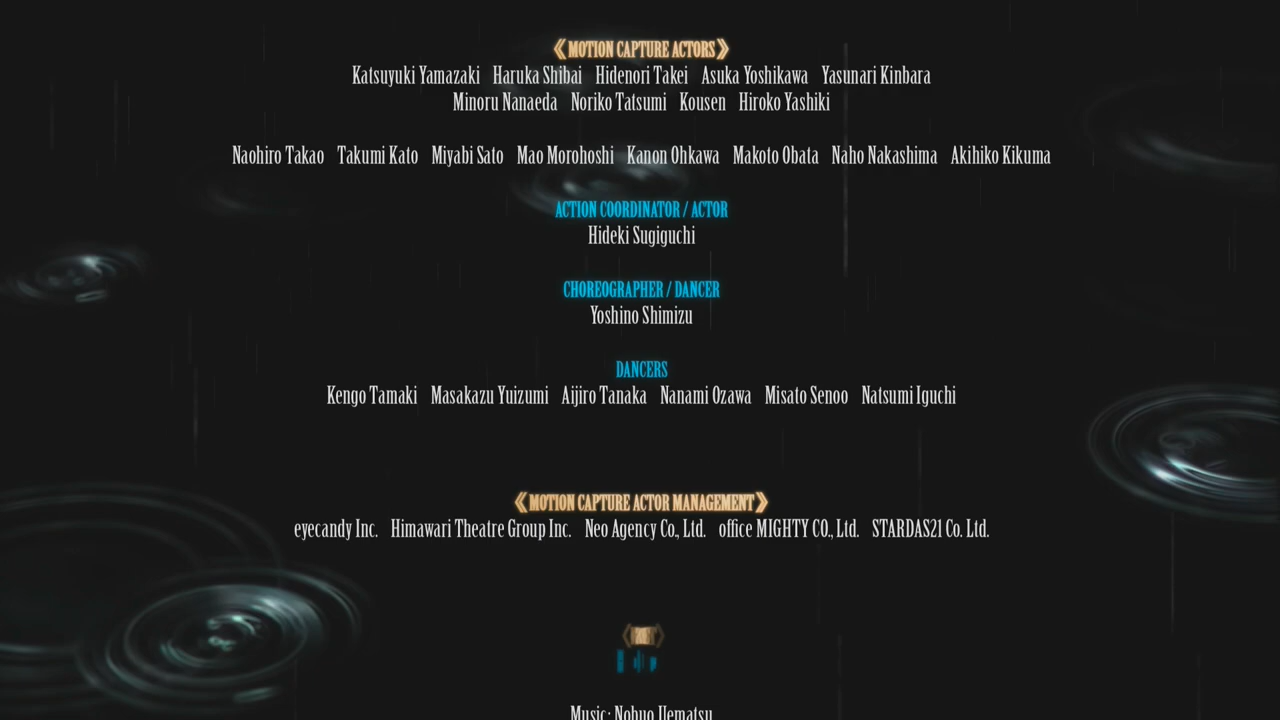 《MOTION CAPTURE ACTORS》
Katsuyuki Yamazaki Haruka Shibai Hidenori Takei Asuka Yoshikawa Yasunari Kinbara
Minoru Nanaeda Noriko Tatsumi Kousen Hiroko Yashiki
Naohiro Takao Takumi Kato Miyabi Sato Mao Morohoshi Kanon Ohkawa Makoto Obata Naho Nakashima Akihiko Kikuma
ACTION COORDINATOR / ACTOR
Hideki Sugiguchi
CHOREOGRAPHER / DANCER
Yoshino Shimizu
DANCERS
Kengo Tamaki Masakazu Yuizumi Aijiro Tanaka Nanami Ozawa Misato Senoo Natsumi Iguchi
《MOTION CAPTURE ACTOR MANAGEMENT》
eyecandy Inc. Himawari Theatre Group Inc. Neo Agency Co., Ltd. office MIGHTY CO., Ltd. STARDAS21 Co. Ltd.
Music: Nobuo Uematsu